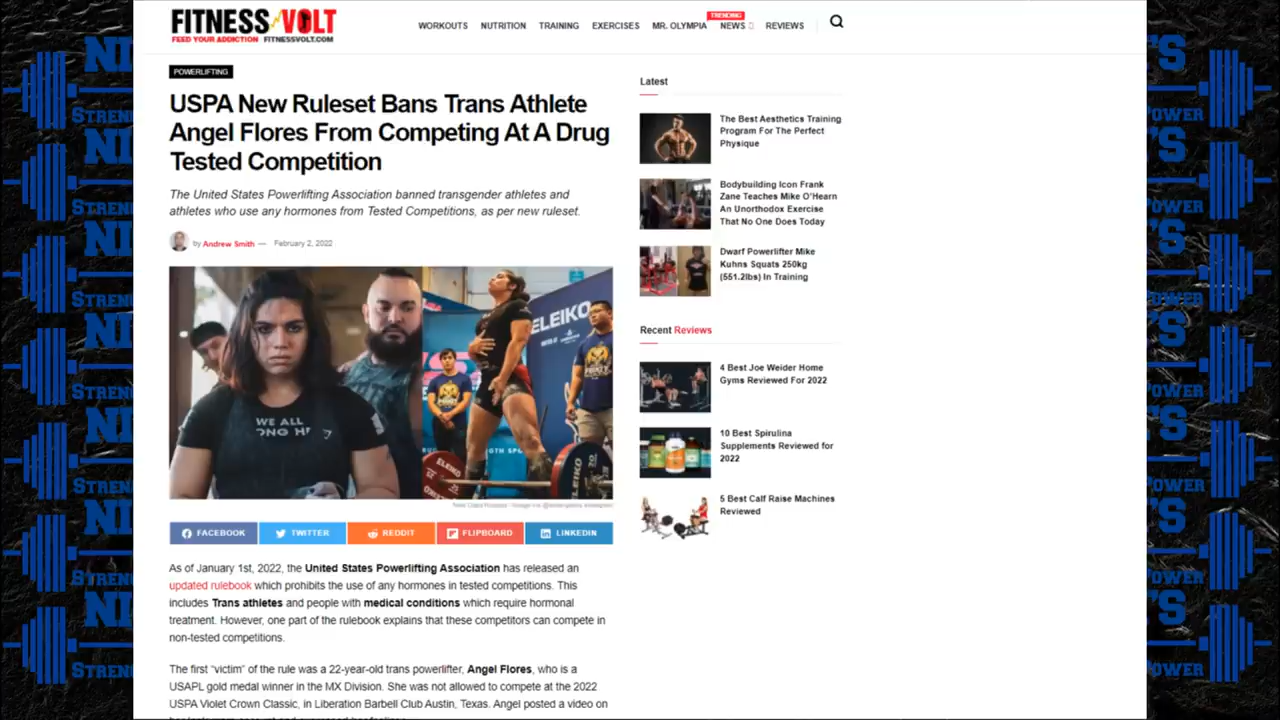 FITNESS VOLT
FEED YOUR ADDICTION FITNESSVOLT.COM
WORKOUTS NUTRITION TRAINING EXERCISES MR. OLYMPIA NEWS REVIEWS
TRENDING
POWERLIFTING
USPA New Ruleset Bans Trans Athlete
Angel Flores From Competing At A Drug
Tested Competition
The United States Powerlifting Association banned transgender athletes and
athletes who use any hormones from Tested Competitions, as per new ruleset.
by Andrew Smith — February 2, 2022
WE ALL
ELEIKO
ELEIKO
FACEBOOK TWITTER REDDIT FLIPBOARD LINKEDIN
As of January 1st, 2022, the United States Powerlifting Association has released an
updated rulebook which prohibits the use of any hormones in tested competitions. This
includes Trans athletes and people with medical conditions which require hormonal
treatment. However, one part of the rulebook explains that these competitors can compete in
non-tested competitions.
The first “victim” of the rule was a 22-year-old trans powerlifter, Angel Flores, who is a
USAPL gold medal winner in the MX Division. She was not allowed to compete at the 2022
USPA Violet Crown Classic, in Liberation Barbell Club Austin, Texas. Angel posted a video on
Latest
The Best Aesthetics Training
Program For The Perfect
Physique
Bodybuilding Icon Frank
Zane Teaches Mike O'Hearn
An Unorthodox Exercise
That No One Does Today
Dwarf Powerlifter Mike
Kuhns Squats 250kg
(551.2lbs) In Training
Recent Reviews
4 Best Joe Weider Home
Gyms Reviewed For 2022
10 Best Spirulina
Supplements Reviewed for
2022
5 Best Calf Raise Machines
Reviewed